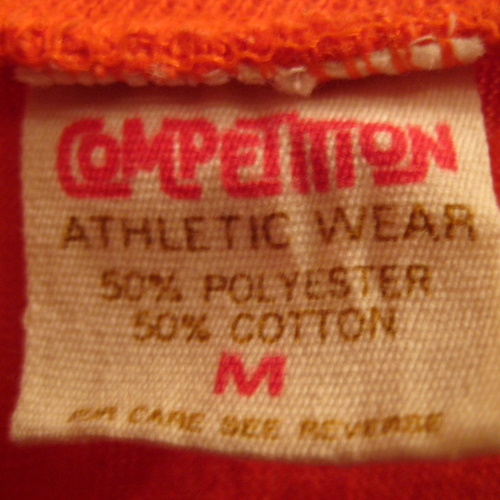 COMPETITION
ATHLETIC WEAR
50% POLYESTER
50% COTTON
M
FOR CARE SEE REVERSE